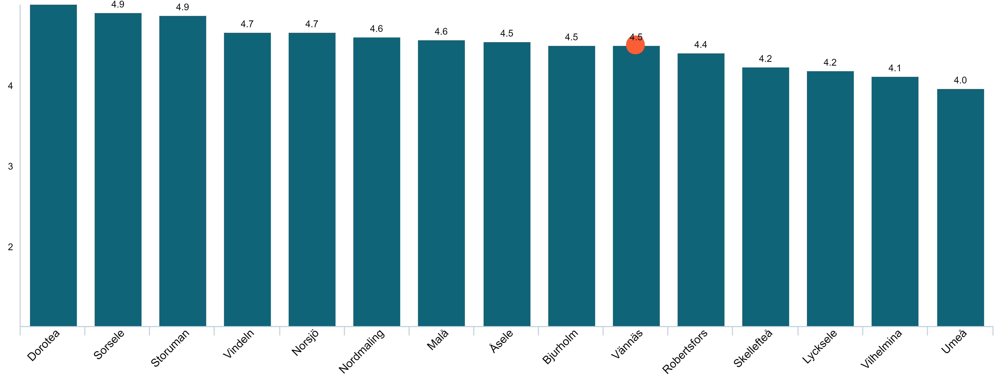 4.9
4.9
4.7
4.7
4.6
4.6
4.5
4.5
4.5
4.4
4.2
4.2
4.1
4.0
4
3
2
Dorotea
Sorsele
Storuman
Vindeln
Norsjö
Nordmaling
Malå
Åsele
Bjurholm
Vännäs
Robertsfors
Skellefteå
Lycksele
Vilhelmina
Umeå